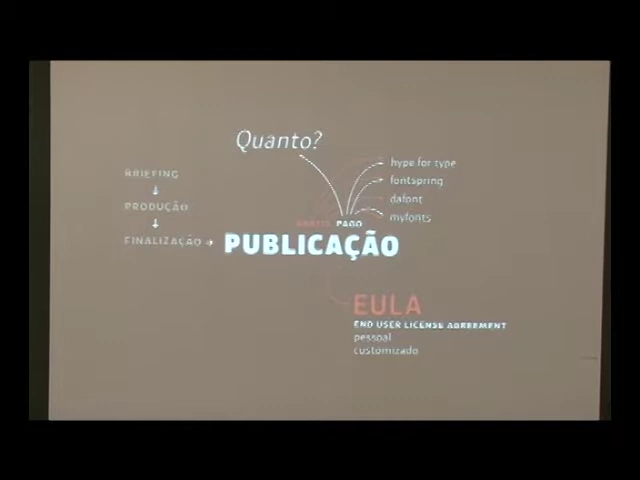 Quanto?
BRIEFING
PRODUÇÃO
FINALIZAÇÃO
hype for type
fontspring
dafont
myfonts
GRÁTIS PAGO
PUBLICAÇÃO
EULA
END USER LICENSE AGREEMENT
pessoal
customizado